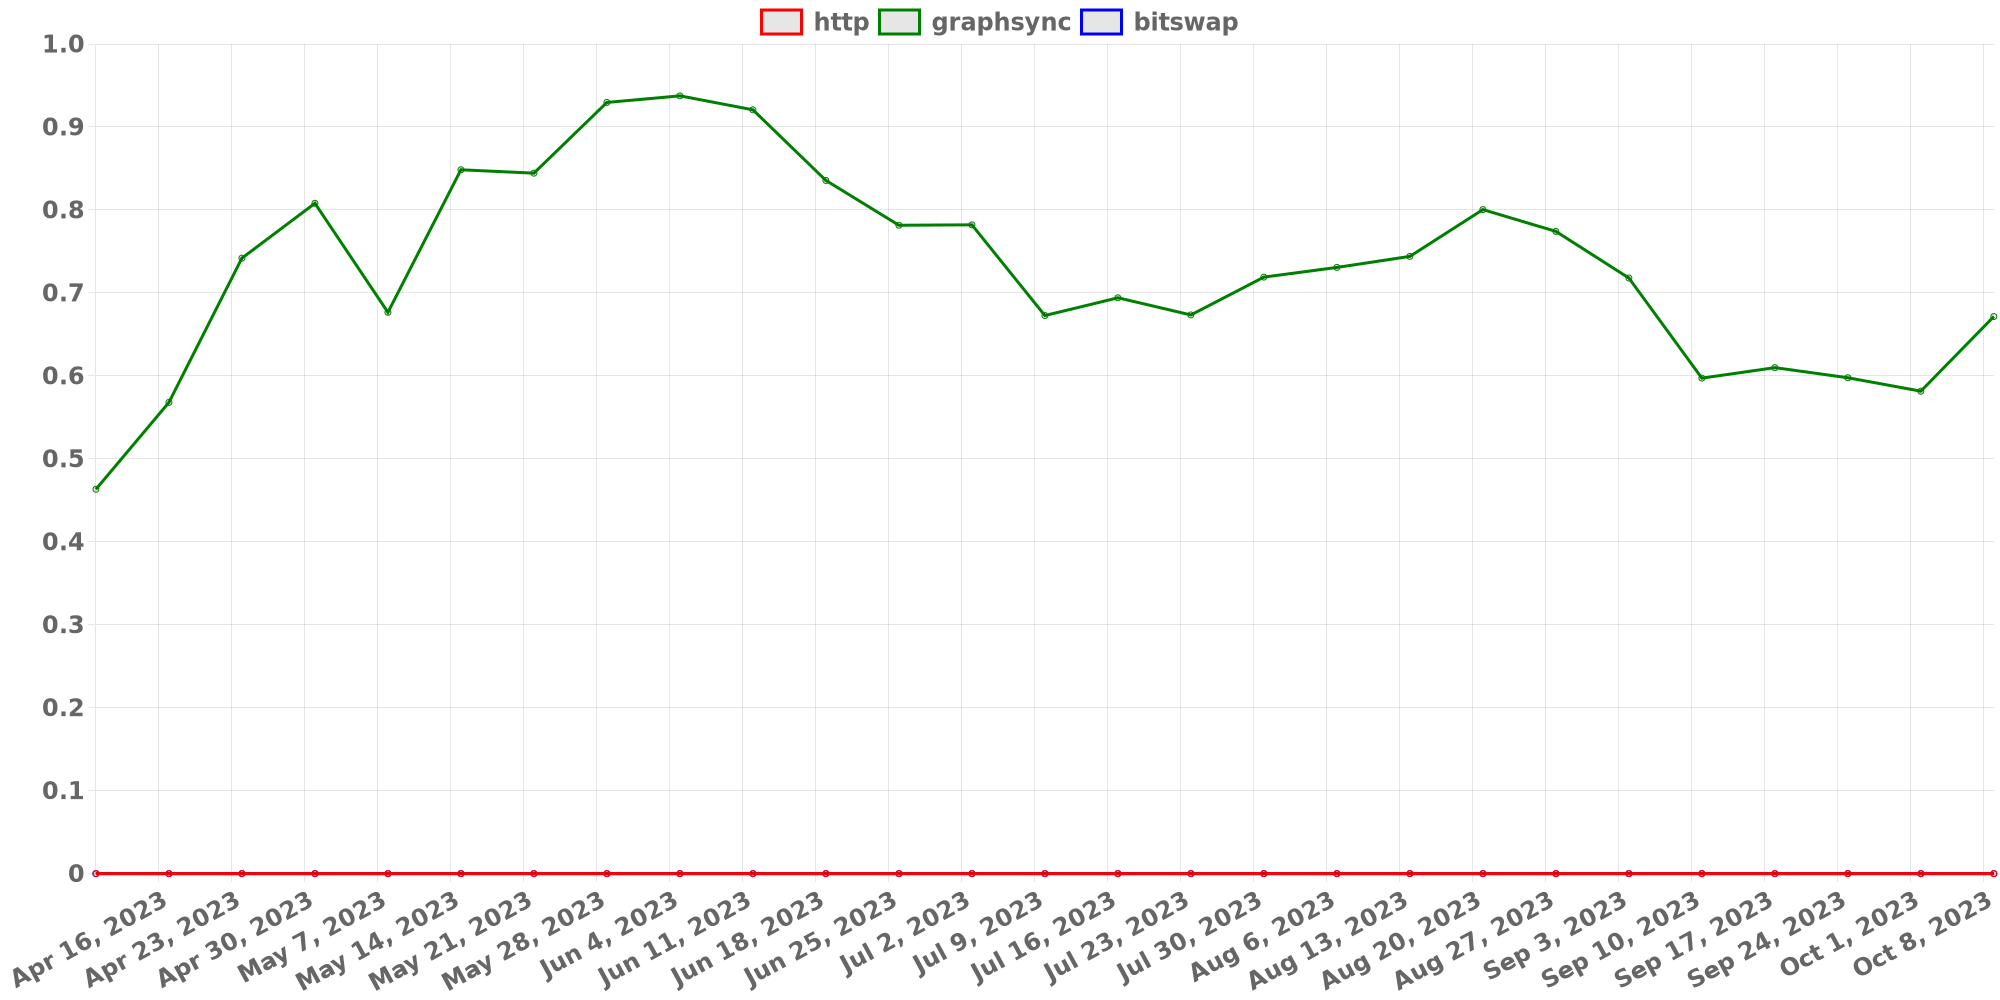 http graphsync bitswap
1.0
0.9
0.8
0.7
0.6
0.5
0.4
0.3
0.2
0.1
0
Apr 16, 2023
Apr 23, 2023
Apr 30, 2023
May 7, 2023
May 14, 2023
May 21, 2023
May 28, 2023
Jun 4, 2023
Jun 11, 2023
Jun 18, 2023
Jun 25, 2023
Jul 2, 2023
Jul 9, 2023
Jul 16, 2023
Jul 23, 2023
Jul 30, 2023
Aug 6, 2023
Aug 13, 2023
Aug 20, 2023
Aug 27, 2023
Sep 3, 2023
Sep 10, 2023
Sep 17, 2023
Sep 24, 2023
Oct 1, 2023
Oct 8, 2023